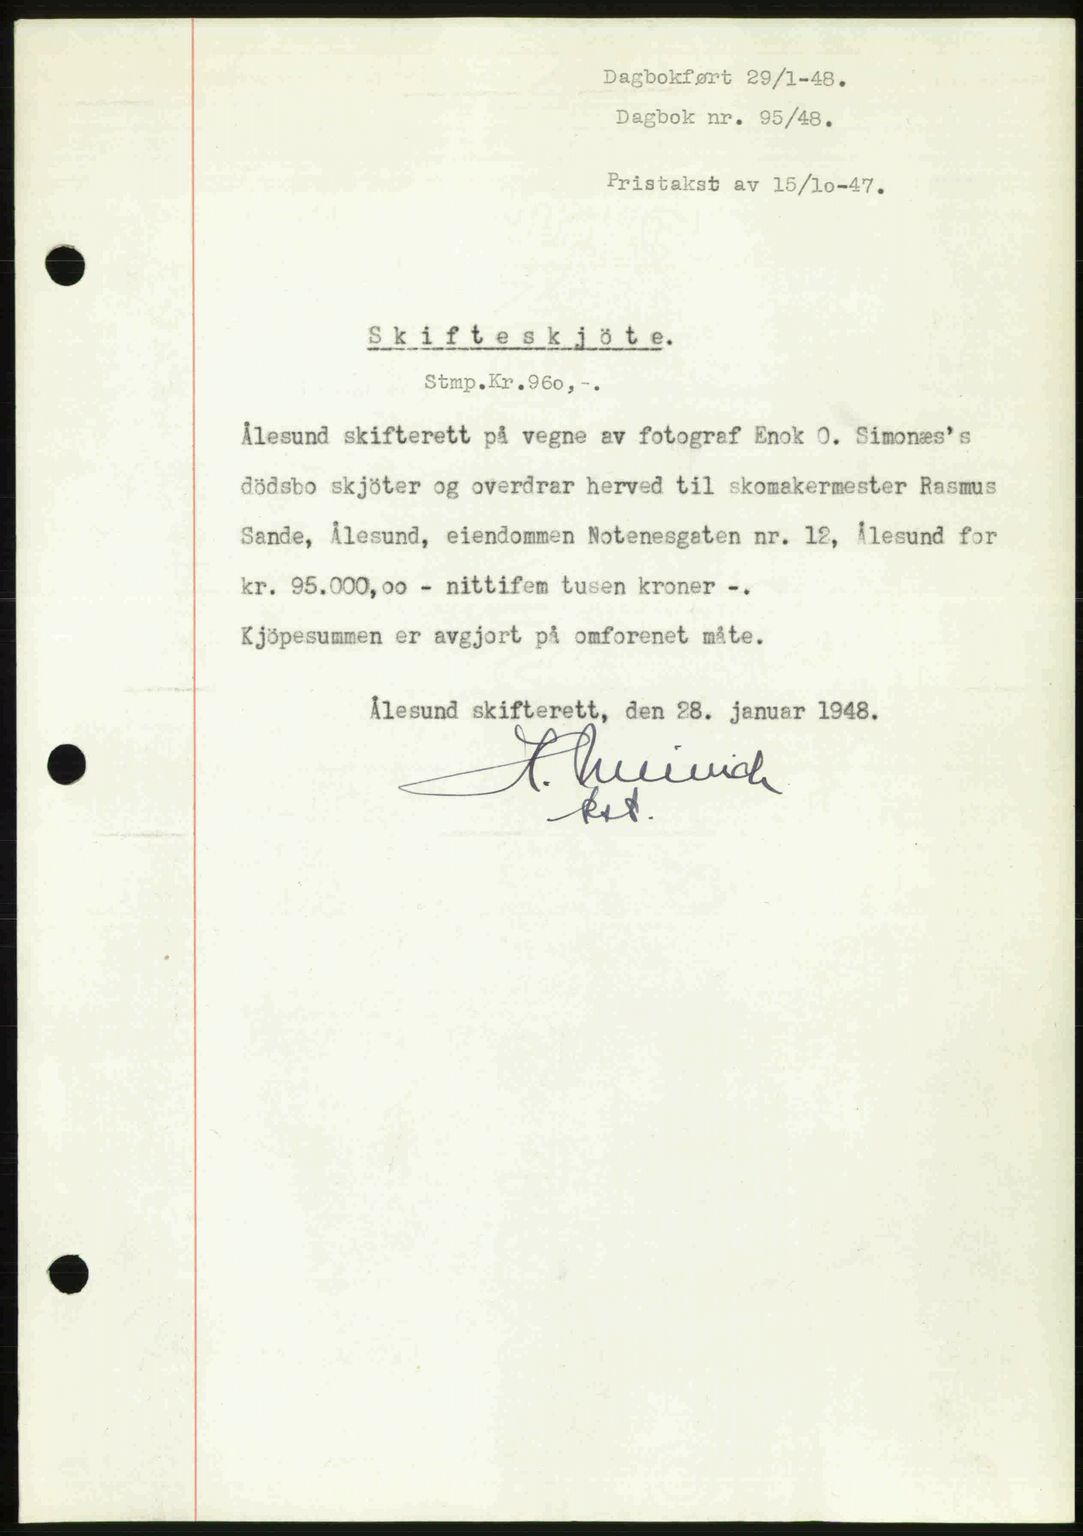 Dagbokført 29/1-48.
Dagbok nr. 95/48.
Pristakst av 15/1o-47.
S k i f t e s k j ö t e.
Stmp.Kr.96o,-.
Ålesund skifterett på vegne av fotograf Enok O. Simonæs's
dödsbo skjöter og overdrar herved til skomakermester Rasmus
Sande, Ålesund, eiendommen Notenesgaten nr. 12, Ålesund for
kr. 95.000,oo - nittifem tusen kroner -.
Kjöpesummen er avgjort på omforenet måte.
Ålesund skifterett, den 28. januar 1948.
H.
kst.